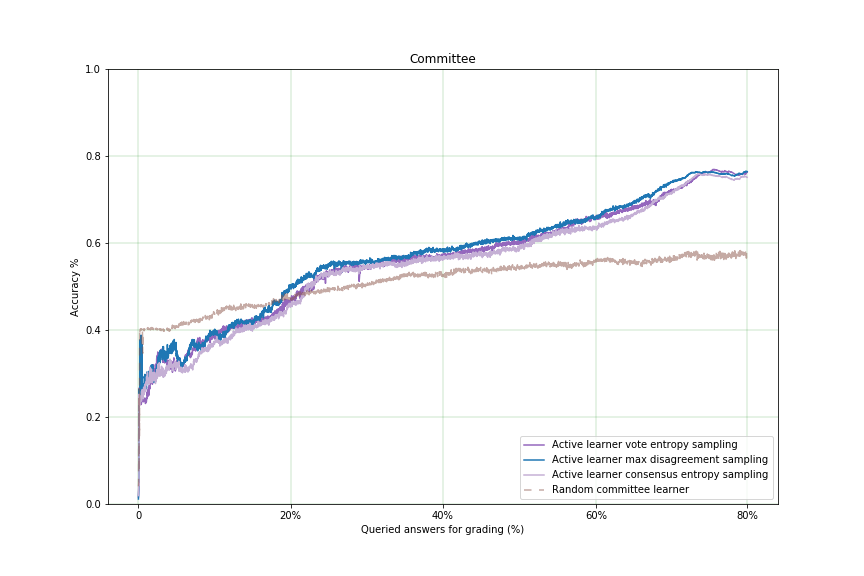 Committee
1.0
0.8
0.6
0.4
0.2
0.0
Accuracy %
0
20%
40%
60%
80%
Queried answers for grading (%)
Active learner vote entropy sampling
Active learner max disagreement sampling
Active learner consensus entropy sampling
Random committee learner